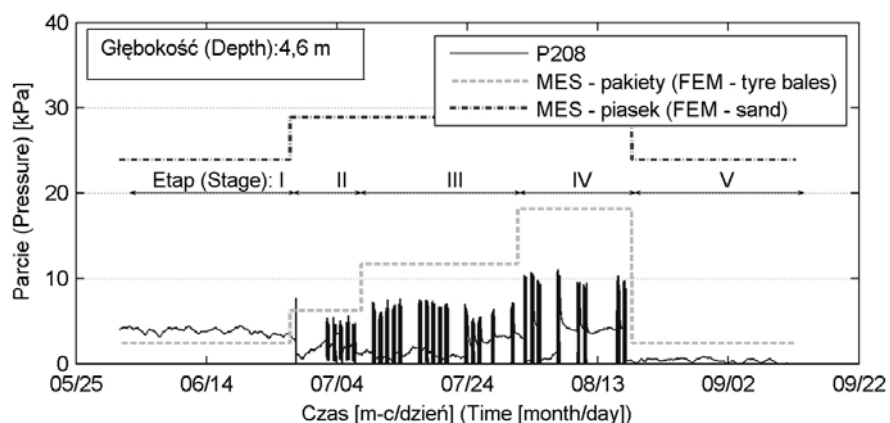 40
30
20
10
0
Parcie (Pressure) [kPa]
Głębokość (Depth):4,6 m
P208
MES - pakiety (FEM - tyre bales)
MES - piasek (FEM - sand)
Etap (Stage): I II III IV V
05/25 06/14 07/04 07/24 08/13 09/02 09/22
Czas [m-c/dzień] (Time [month/day])